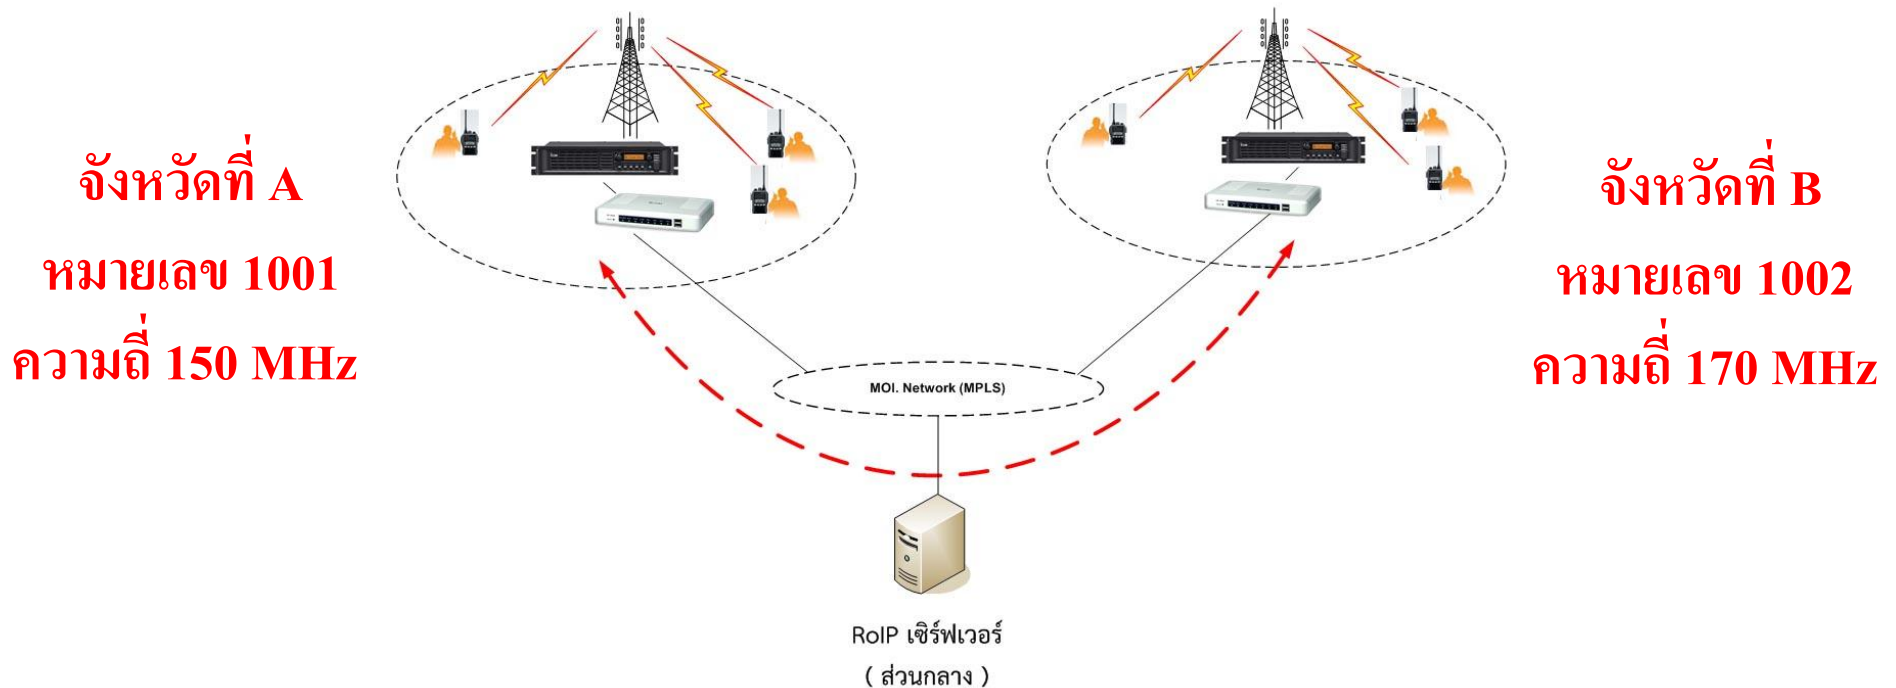 จังหวัดที่ A
หมายเลข 1001
ความถี่ 150 MHz
จังหวัดที่ B
หมายเลข 1002
ความถี่ 170 MHz
MOI. Network (MPLS)
RoIP เซิร์ฟเวอร์
( ส่วนกลาง )